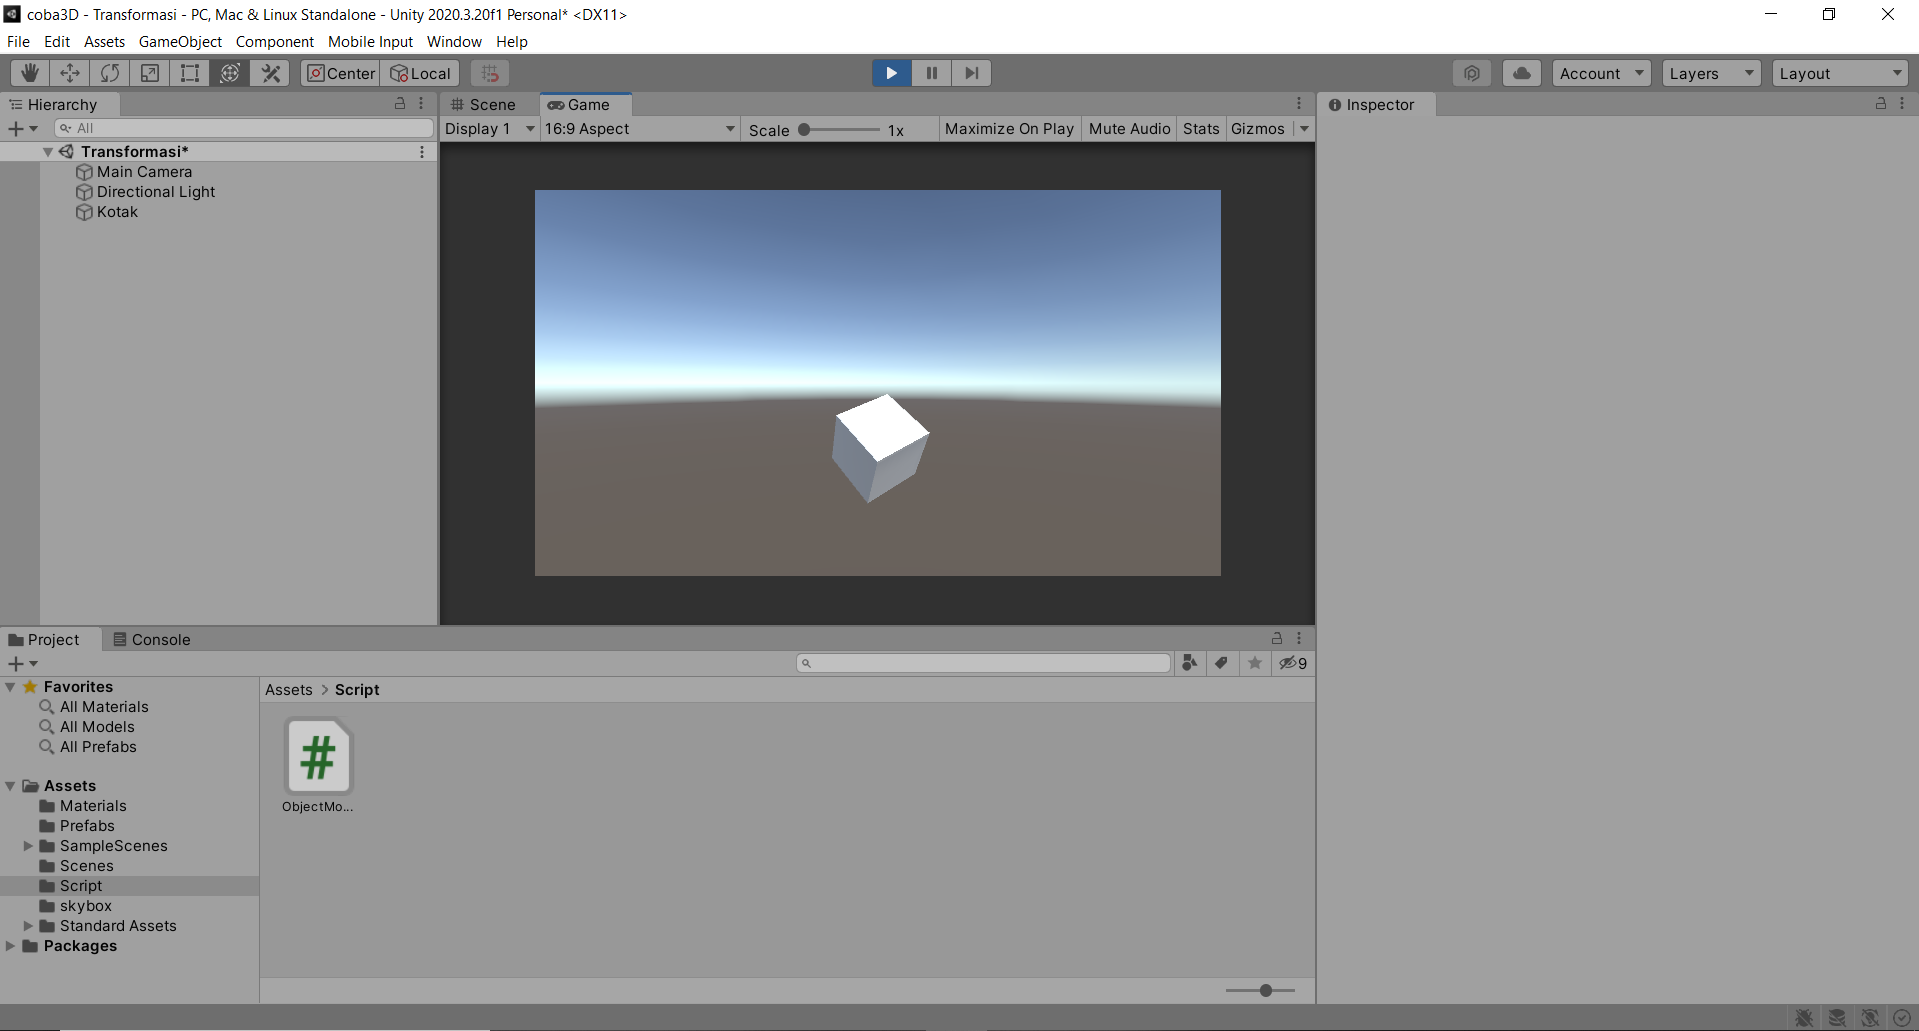 coba3D - Transformasi - PC, Mac & Linux Standalone - Unity 2020.3.20f1 Personal* <DX11>
File Edit Assets GameObject Component Mobile Input Window Help
Center Local Account Layers Layout
Hierarchy
All
Transformasi*
Main Camera
Directional Light
Kotak
Scene Game
Display 1 16:9 Aspect Scale 1x Maximize On Play Mute Audio Stats Gizmos
Inspector
Project Console
9
Favorites
All Materials
All Models
All Prefabs
Assets
Materials
Prefabs
SampleScenes
Scenes
Script
skybox
Standard Assets
Packages
Assets > Script
#
ObjectMo...